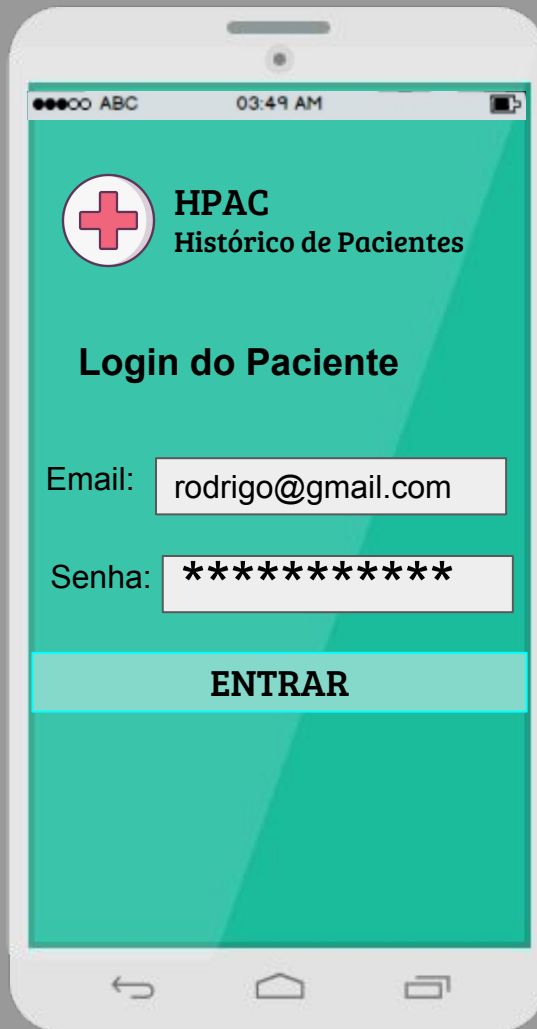 ABC 03:49 AM
HPAC
Histórico de Pacientes
Login do Paciente
Email: rodrigo@gmail.com
Senha: ***********
ENTRAR